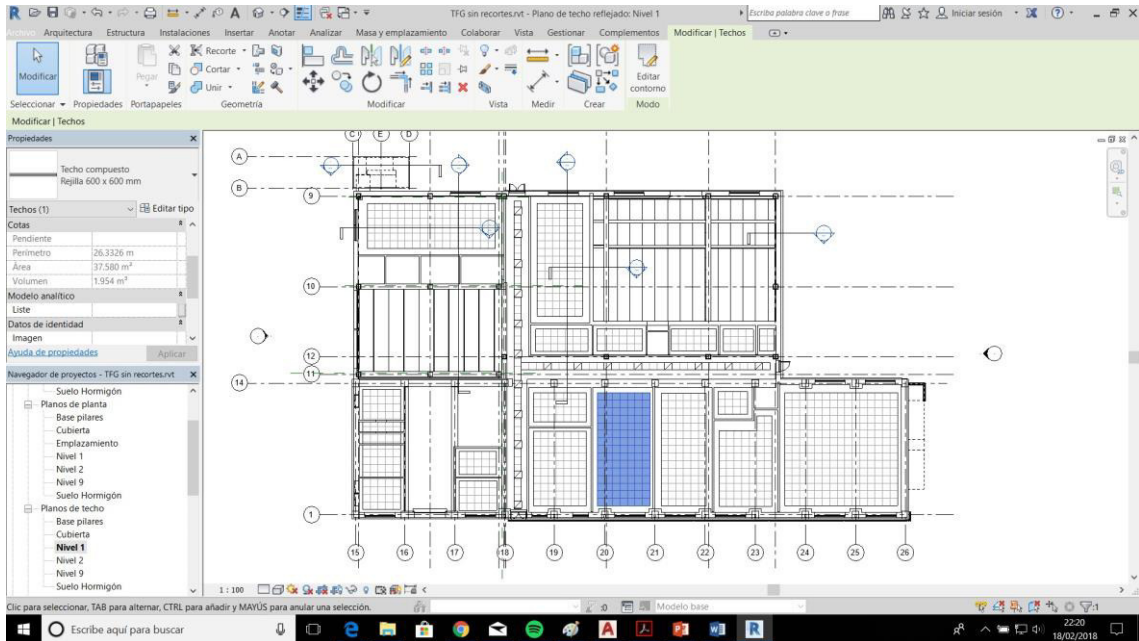 TFG sin recortes.rvt - Plano de techo reflejado: Nivel 1
Escriba palabra clave o frase
Iniciar sesión
Archivo Arquitectura Estructura Instalaciones Insertar Anotar Analizar Masa y emplazamiento Colaborar Vista Gestionar Complementos Modificar | Techos
Modificar
Pegar
Recorte
Cortar
Unir
Editar contorno
Seleccionar Propiedades Portapapeles Geometría Modificar Vista Medir Crear Modo
Modificar | Techos
Propiedades
Techo compuesto
Rejilla 600 x 600 mm
Techos (1) Editar tipo
Cotas
Pendiente
Perímetro 26.3326 m
Área 37.580 m²
Volumen 1.954 m³
Modelo analítico
Liste
Datos de identidad
Imagen
Ayuda de propiedades Aplicar
Navegador de proyectos - TFG sin recortes.rvt
Suelo Hormigón
Planos de planta
Base pilares
Cubierta
Emplazamiento
Nivel 1
Nivel 2
Nivel 9
Suelo Hormigón
Planos de techo
Base pilares
Cubierta
Nivel 1
Nivel 2
Nivel 9
Suelo Hormigón
C E D
A
B
9
10
12
11
14
1
15 16 17 18 19 20 21 22 23 24 25 26
1 : 100
Clic para seleccionar, TAB para alternar, CTRL para añadir y MAYÚS para anular una selección.
:0
Modelo base
:1
Escribe aquí para buscar
22:20
18/02/2018